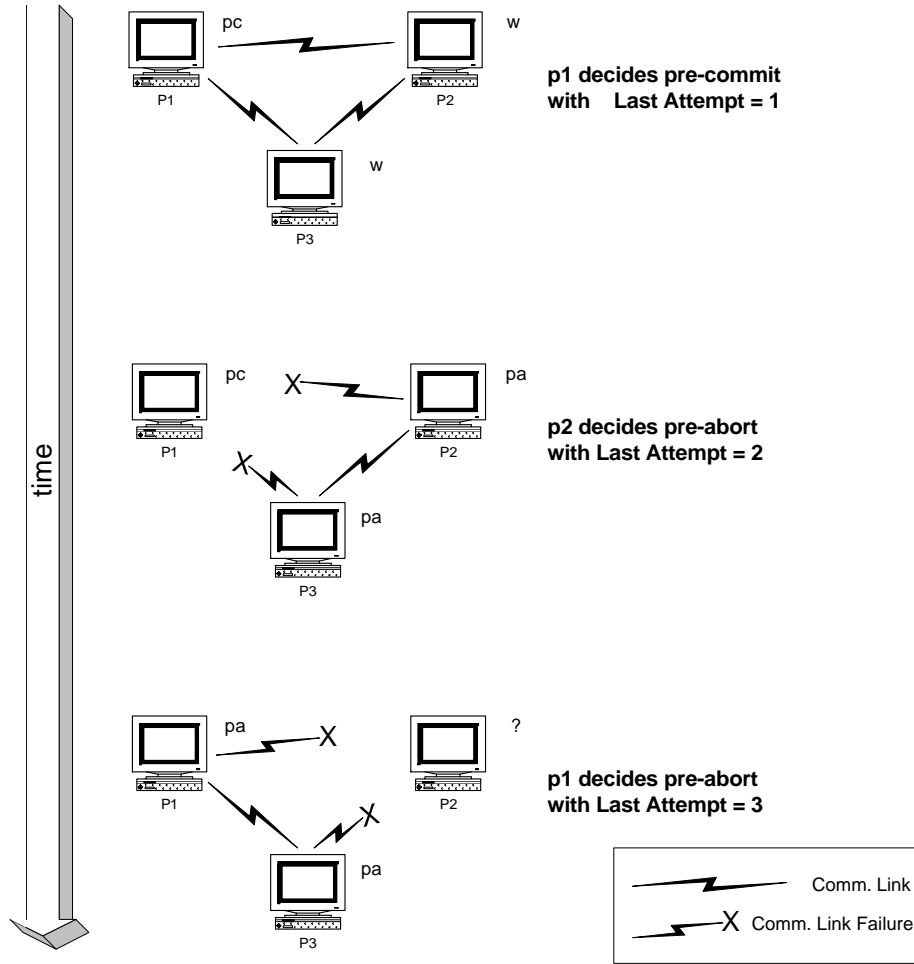 pc
w
P1
P2
p1 decides pre-commit
with Last Attempt = 1
w
P3
pc
X
pa
P1
P2
p2 decides pre-abort
with Last Attempt = 2
X
time
pa
P3
pa
X
?
P1
P2
p1 decides pre-abort
with Last Attempt = 3
X
pa
P3
Comm. Link
X Comm. Link Failure